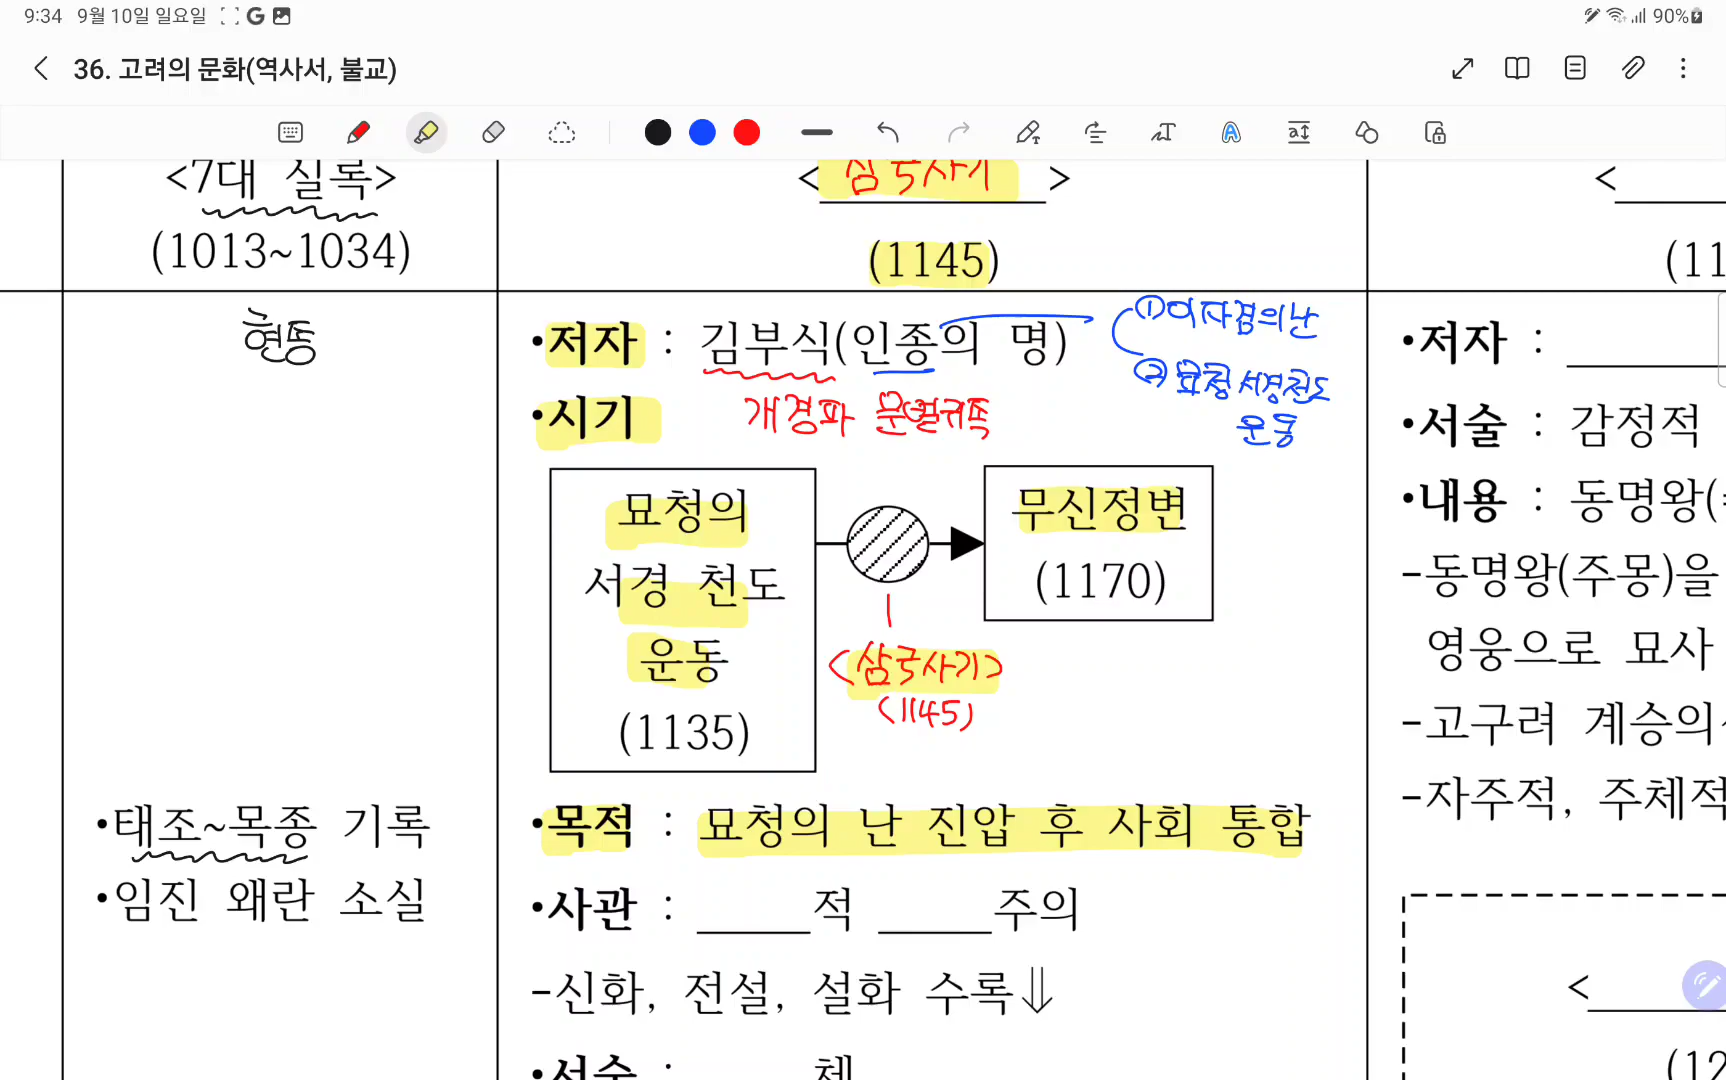 9:34 9월 10일 일요일 G 90%
36. 고려의 문화(역사서, 불교)
<7대 실록>
(1013~1034)
현종
•태조~목종 기록
•임진 왜란 소실
<삼국사기>
(1145)
•저자 : 김부식(인종의 명)
①이자겸의난
②묘청 서경천도
운동
개경파 문벌귀족
•시기
묘청의
서경 천도
운동
(1135)
무신정변
(1170)
<삼국사기>
(1145)
•목적 : 묘청의 난 진압 후 사회 통합
•사관 : _____적 _____주의
-신화, 전설, 설화 수록⇓
•서술 체
<
(11
•저자 :
•서술 : 감정적
•내용 : 동명왕(
-동명왕(주몽)을
영웅으로 묘사
-고구려 계승의
-자주적, 주체적
<
(12